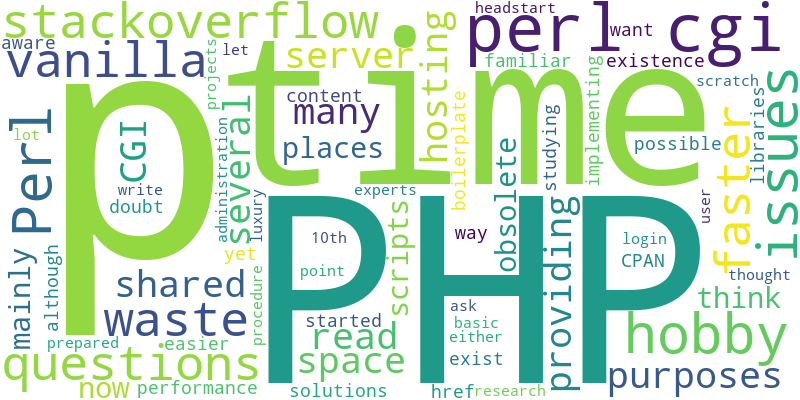 stackoverflow
aware
vanilla
let
projects
server
hosting
headstart
perl
want
cgi
familiar
existence
scratch
p
time
content
many
places
boilerplate
studying
implementing
possible
libraries
issues
lot
Perl
CGI
write
doubt
several
administration
luxury
experts
PHP
10th
point
way
obsolete
providing
faster
user
login
CPAN
thought
mainly
although
yet
procedure
shared
waste
started
scripts
ask
basic
either
exist
think
hobby
prepared
easier
read
space
questions
now
performance
solutions
href
research
purposes